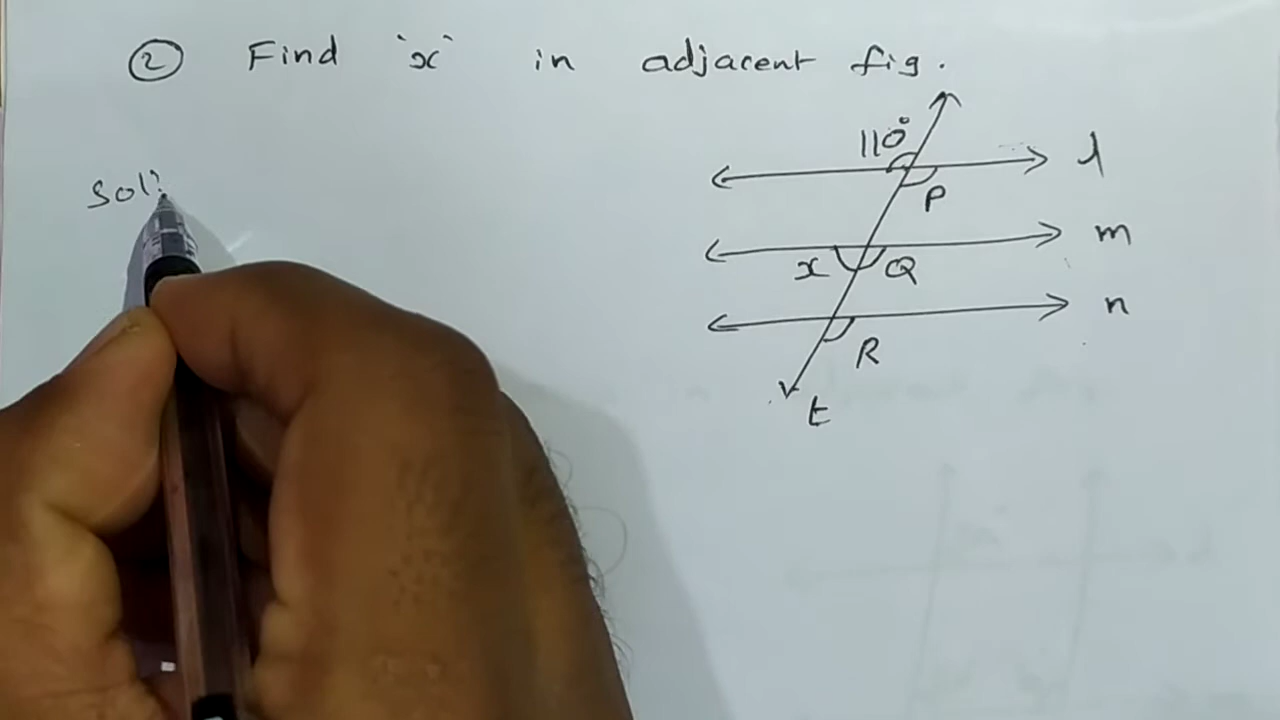 ② Find 'x' in adjacent fig.
Sol:
110°
l
P
m
x Q
n
R
t